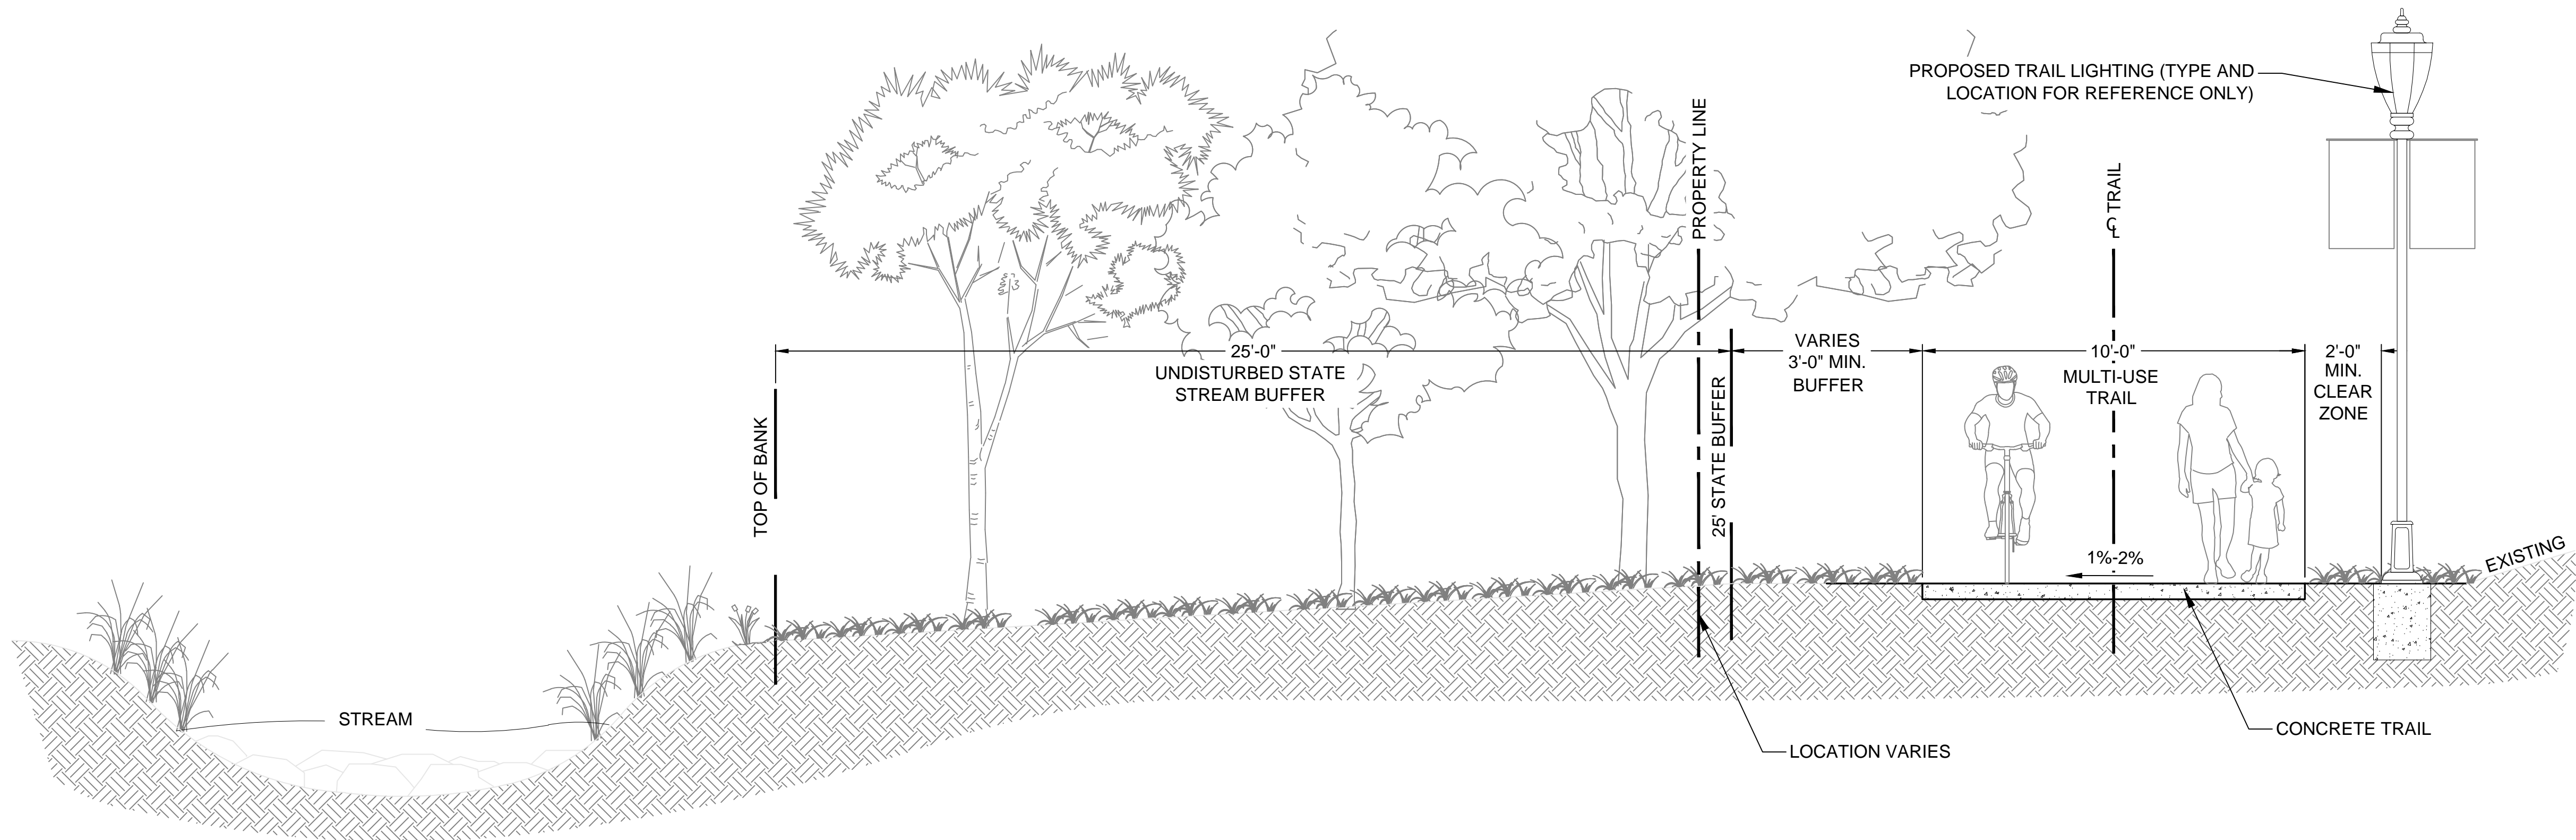 PROPOSED TRAIL LIGHTING (TYPE AND
LOCATION FOR REFERENCE ONLY)
PROPERTY LINE
℄ TRAIL
25'-0"
UNDISTURBED STATE
STREAM BUFFER
VARIES
3'-0" MIN.
BUFFER
10'-0"
MULTI-USE
TRAIL
2'-0"
MIN.
CLEAR
ZONE
TOP OF BANK
25' STATE BUFFER
1%-2%
EXISTING
STREAM
LOCATION VARIES
CONCRETE TRAIL